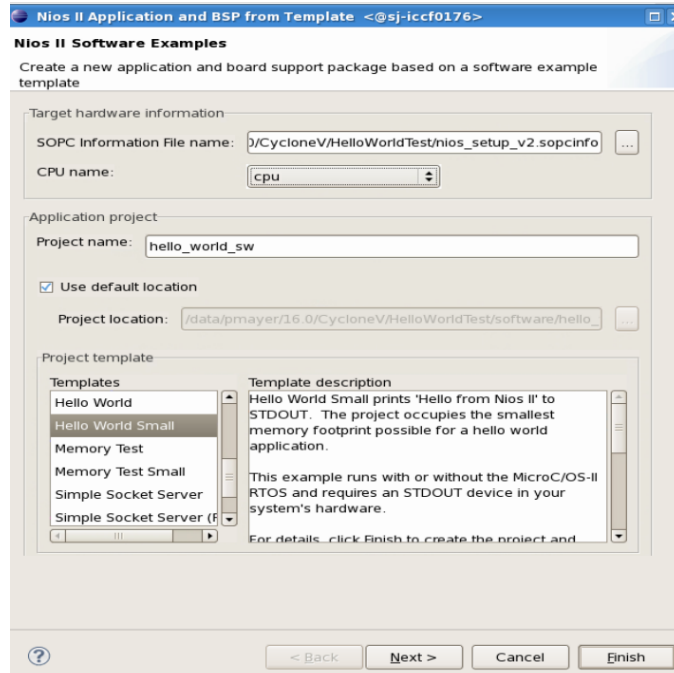 Nios II Application and BSP from Template <@sj-iccf0176>
Nios II Software Examples
Create a new application and board support package based on a software example
template
Target hardware information
SOPC Information File name: 0/CycloneV/HelloWorldTest/nios_setup_v2.sopcinfo ...
CPU name: cpu
Application project
Project name: hello_world_sw
Use default location
Project location: /data/pmayer/16.0/CycloneV/HelloWorldTest/software/hello_ ...
Project template
Templates
Hello World
Hello World Small
Memory Test
Memory Test Small
Simple Socket Server
Simple Socket Server (F
Template description
Hello World Small prints 'Hello from Nios II' to
STDOUT. The project occupies the smallest
memory footprint possible for a hello world
application.
This example runs with or without the MicroC/OS-II
RTOS and requires an STDOUT device in your
system's hardware.
For details, click Finish to create the project and
? < Back Next > Cancel Finish